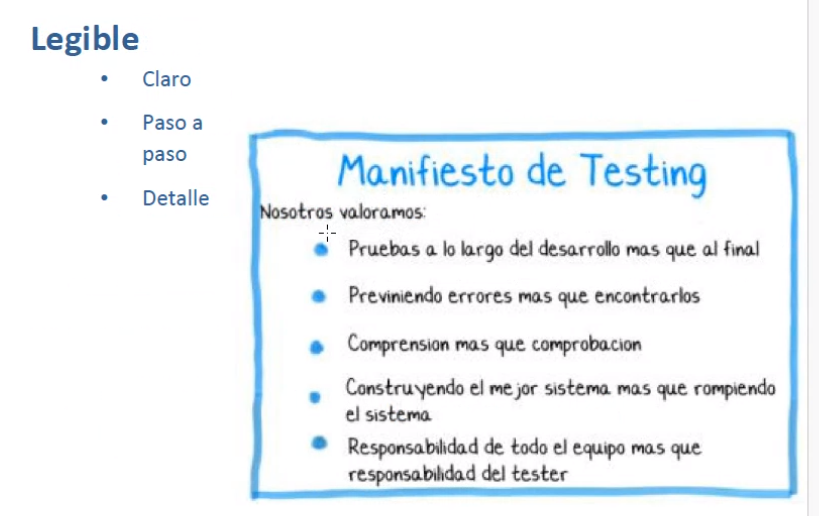 Legible
• Claro
• Paso a
paso
• Detalle
Manifiesto de Testing
Nosotros valoramos:
• Pruebas a lo largo del desarrollo mas que al final
• Previniendo errores mas que encontrarlos
• Comprension mas que comprobacion
• Construyendo el mejor sistema mas que rompiendo
el sistema
• Responsabilidad de todo el equipo mas que
responsabilidad del tester